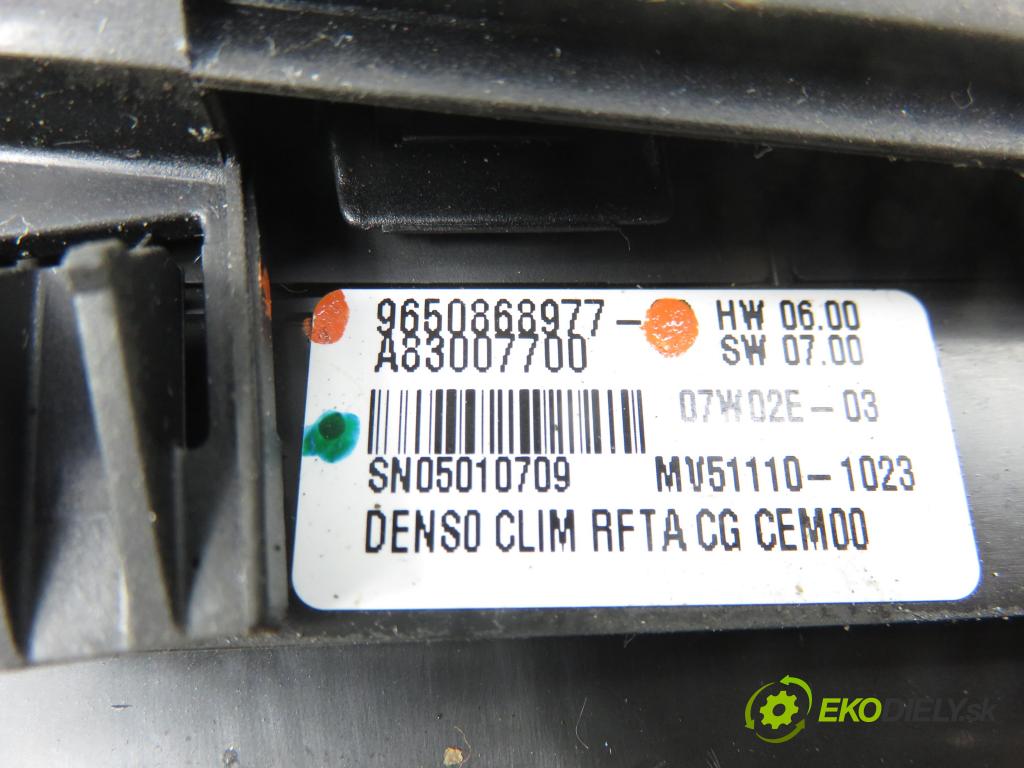 9650868977- HW 06.00
A83007700 SW 07.00
07W02E-03
SN05010709 MV51110-1023
DENSO CLIM RFTA CG CEM00
EKODIELY.sk